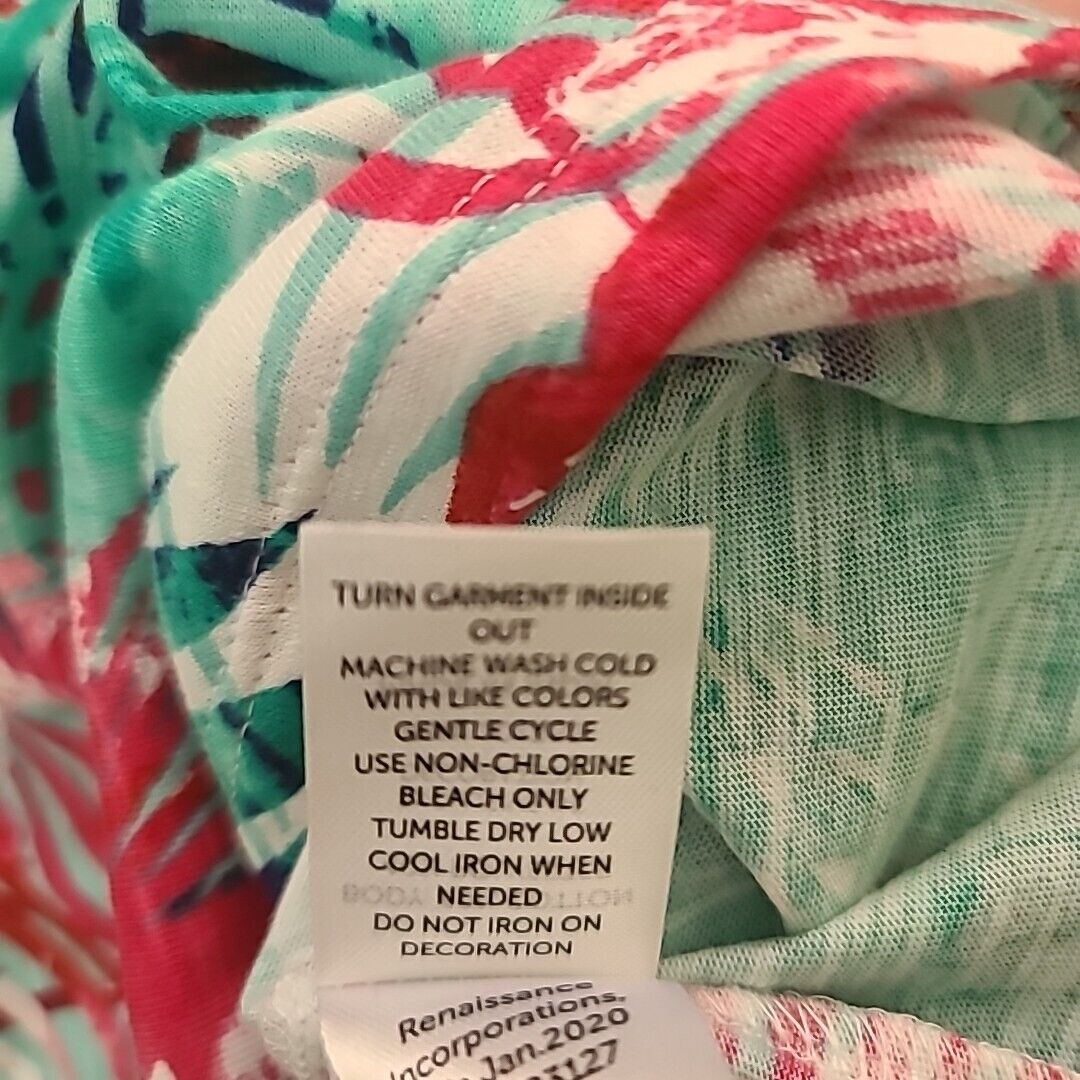 TURN GARMENT INSIDE
OUT
MACHINE WASH COLD
WITH LIKE COLORS
GENTLE CYCLE
USE NON-CHLORINE
BLEACH ONLY
TUMBLE DRY LOW
COOL IRON WHEN
NEEDED
DO NOT IRON ON
DECORATION
Renaissance
Incorporations.
Jan.2020
3127